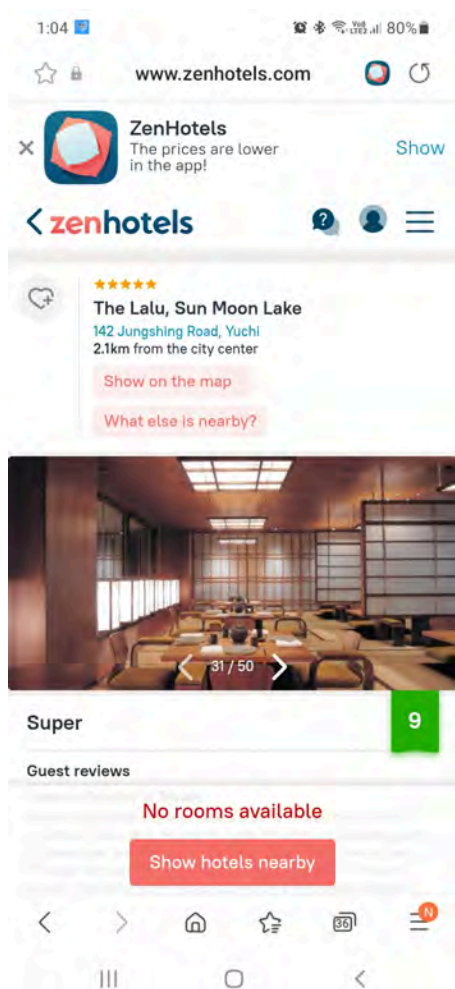 1:04
80%
www.zenhotels.com
ZenHotels
The prices are lower
in the app!
Show
zenhotels
The Lalu, Sun Moon Lake
142 Jungshing Road, Yuchi
2.1km from the city center
Show on the map
What else is nearby?
31 / 50
Super
9
Guest reviews
No rooms available
Show hotels nearby
36
N